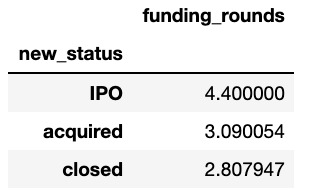 funding_rounds
new_status
IPO 4.400000
acquired 3.090054
closed 2.807947